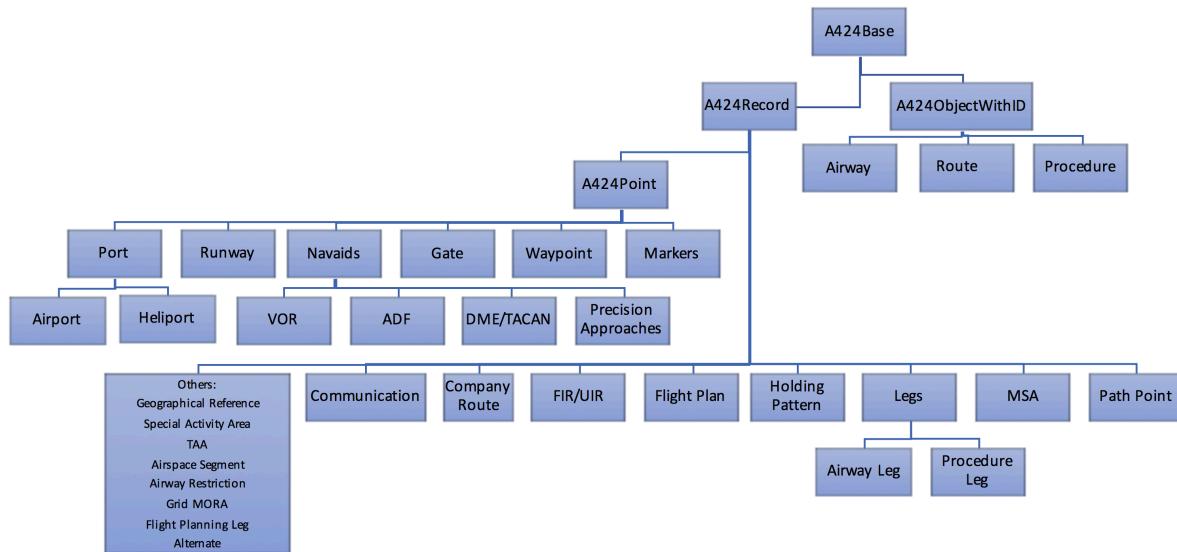 A424Base
A424Record
A424ObjectWithID
Airway
Route
Procedure
A424Point
Port
Runway
Navaids
Gate
Waypoint
Markers
Airport
Heliport
VOR
ADF
DME/TACAN
Precision
Approaches
Others:
Geographical Reference
Special Activity Area
TAA
Airspace Segment
Airway Restriction
Grid MORA
Flight Planning Leg
Alternate
Communication
Company
Route
FIR/UIR
Flight Plan
Holding
Pattern
Legs
MSA
Path Point
Airway Leg
Procedure
Leg